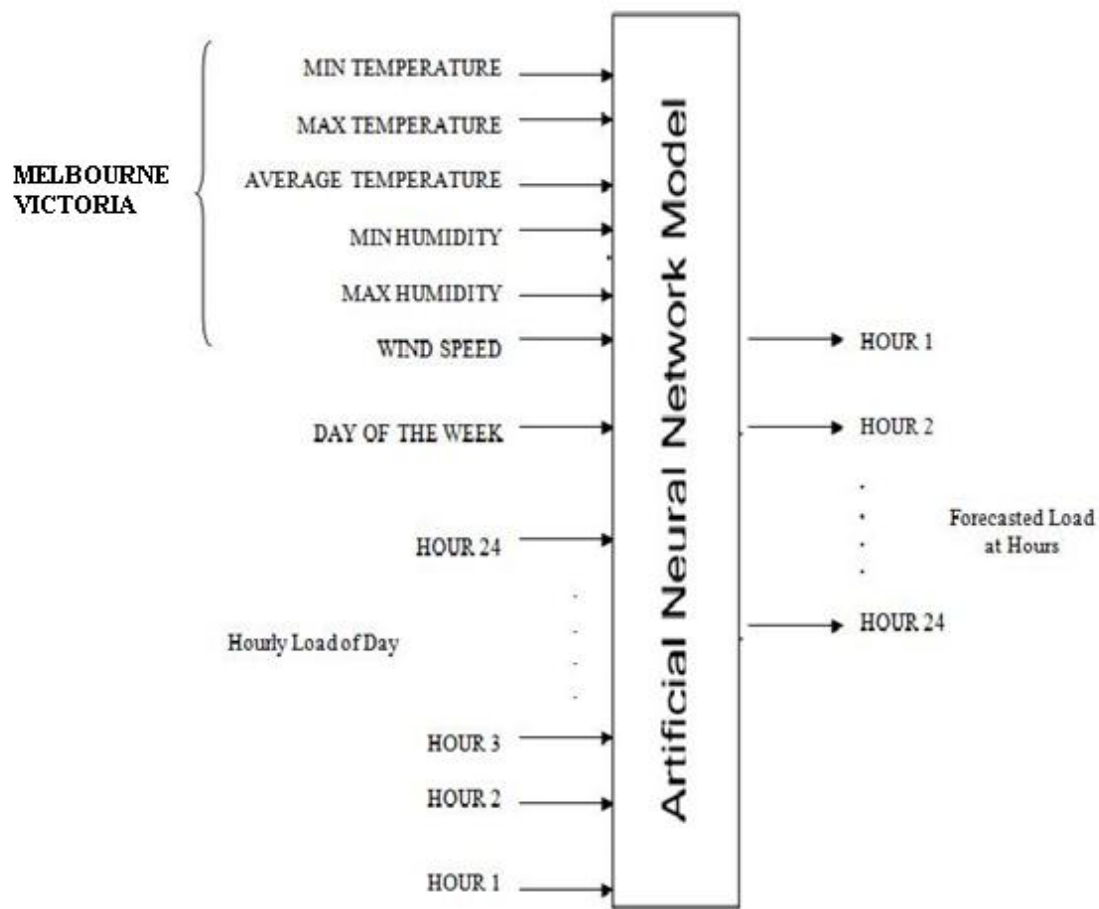 MELBOURNE
VICTORIA
MIN TEMPERATURE
MAX TEMPERATURE
AVERAGE TEMPERATURE
MIN HUMIDITY
MAX HUMIDITY
WIND SPEED
DAY OF THE WEEK
HOUR 24
Hourly Load of Day
HOUR 3
HOUR 2
HOUR 1
Artificial Neural Network Model
HOUR 1
HOUR 2
Forecasted Load
at Hours
HOUR 24